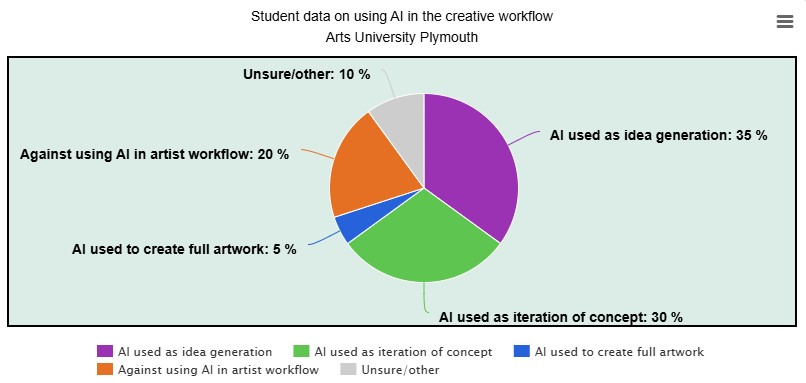 Student data on using AI in the creative workflow
Arts University Plymouth
Unsure/other: 10 %
AI used as idea generation: 35 %
Against using AI in artist workflow: 20 %
AI used to create full artwork: 5 %
AI used as iteration of concept: 30 %
AI used as idea generation AI used as iteration of concept AI used to create full artwork
Against using AI in artist workflow Unsure/other